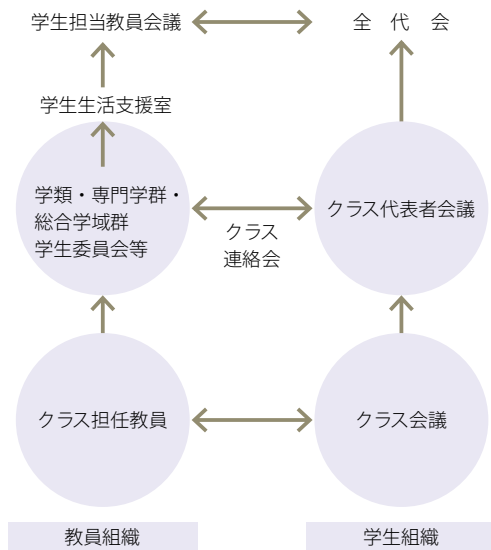 学生担当教員会議
全　代　会
学生生活支援室
学類・専門学群・
総合学域群
学生委員会等
クラス
連絡会
クラス代表者会議
クラス担任教員
クラス会議
教員組織
学生組織